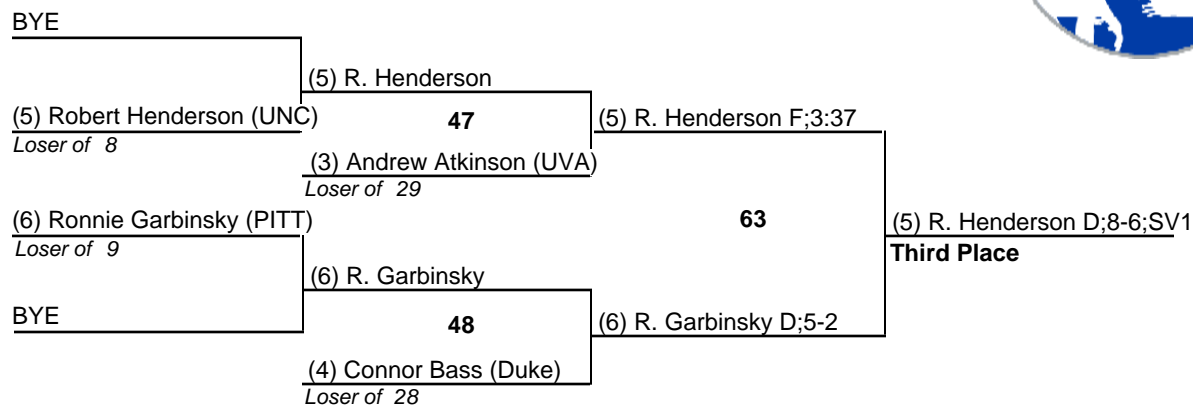 BYE
(5) R. Henderson
(5) Robert Henderson (UNC)
47
(5) R. Henderson F;3:37
Loser of 8
(3) Andrew Atkinson (UVA)
Loser of 29
(6) Ronnie Garbinsky (PITT)
63
(5) R. Henderson D;8-6;SV1
Loser of 9
Third Place
(6) R. Garbinsky
BYE
48
(6) R. Garbinsky D;5-2
(4) Connor Bass (Duke)
Loser of 28